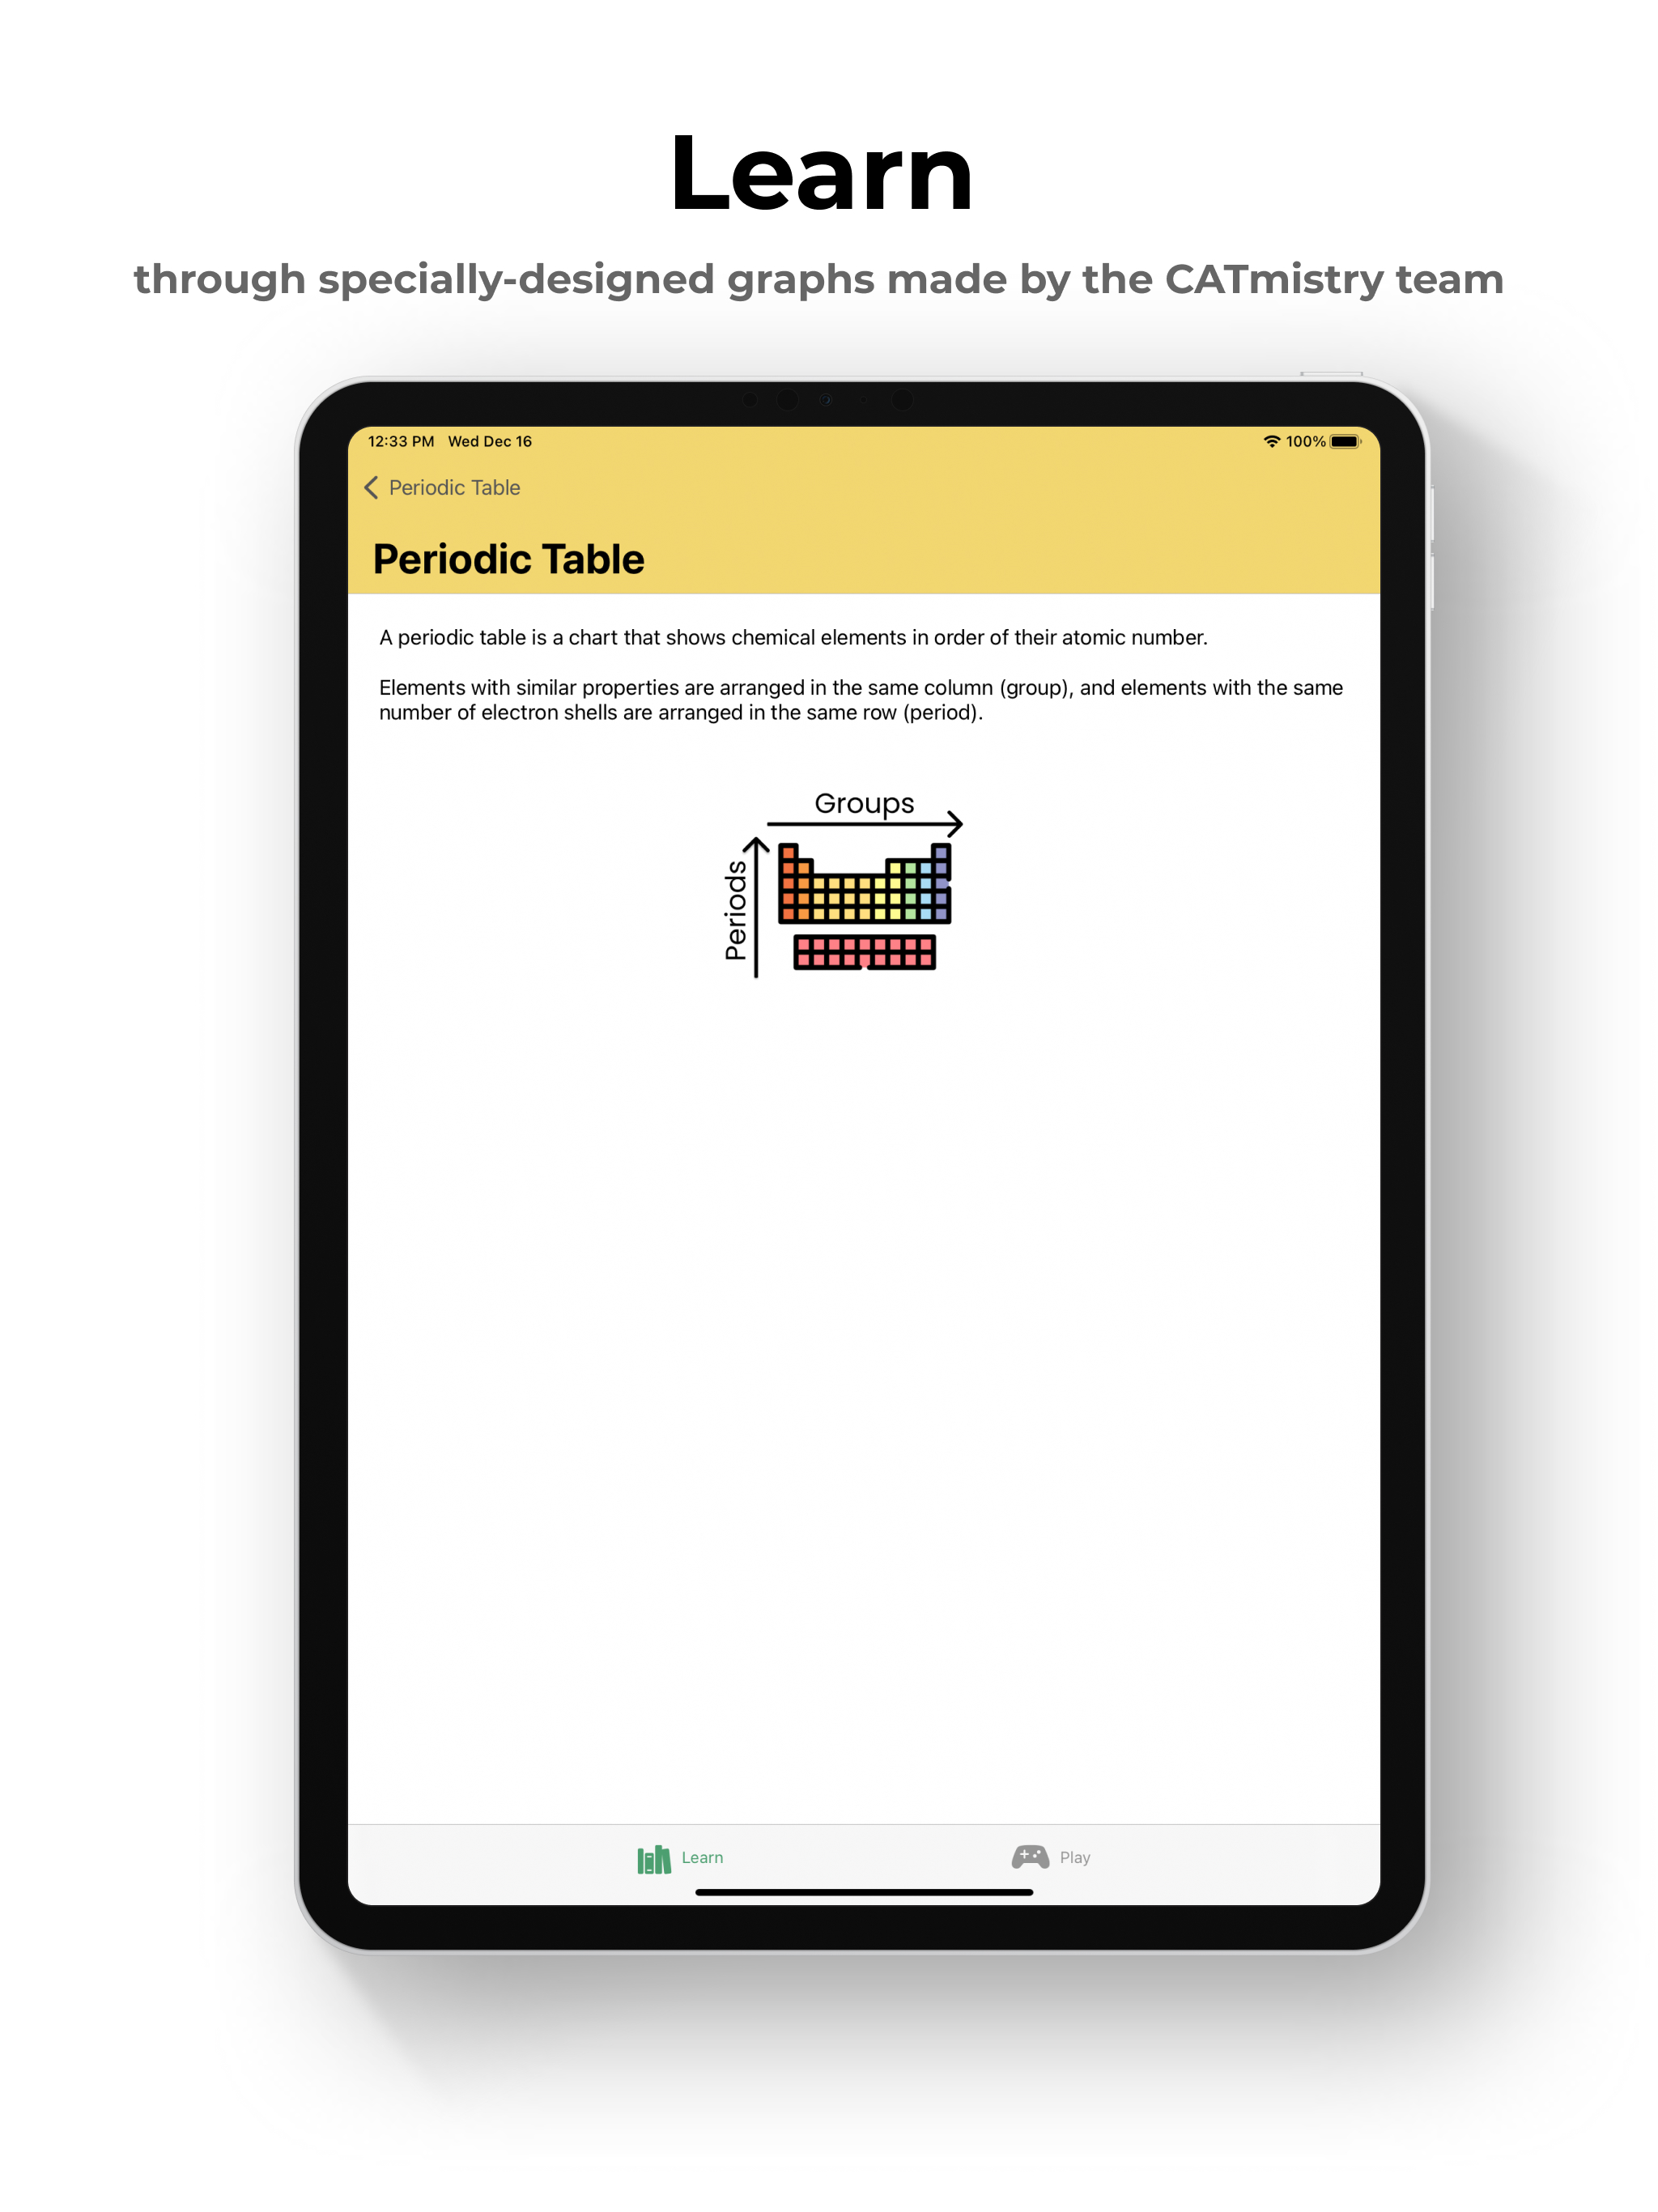 Learn
through specially-designed graphs made by the CATmistry team
12:33 PM Wed Dec 16
100%
Periodic Table
Periodic Table
A periodic table is a chart that shows chemical elements in order of their atomic number.
Elements with similar properties are arranged in the same column (group), and elements with the same
number of electron shells are arranged in the same row (period).
Groups
Periods
Learn
Play